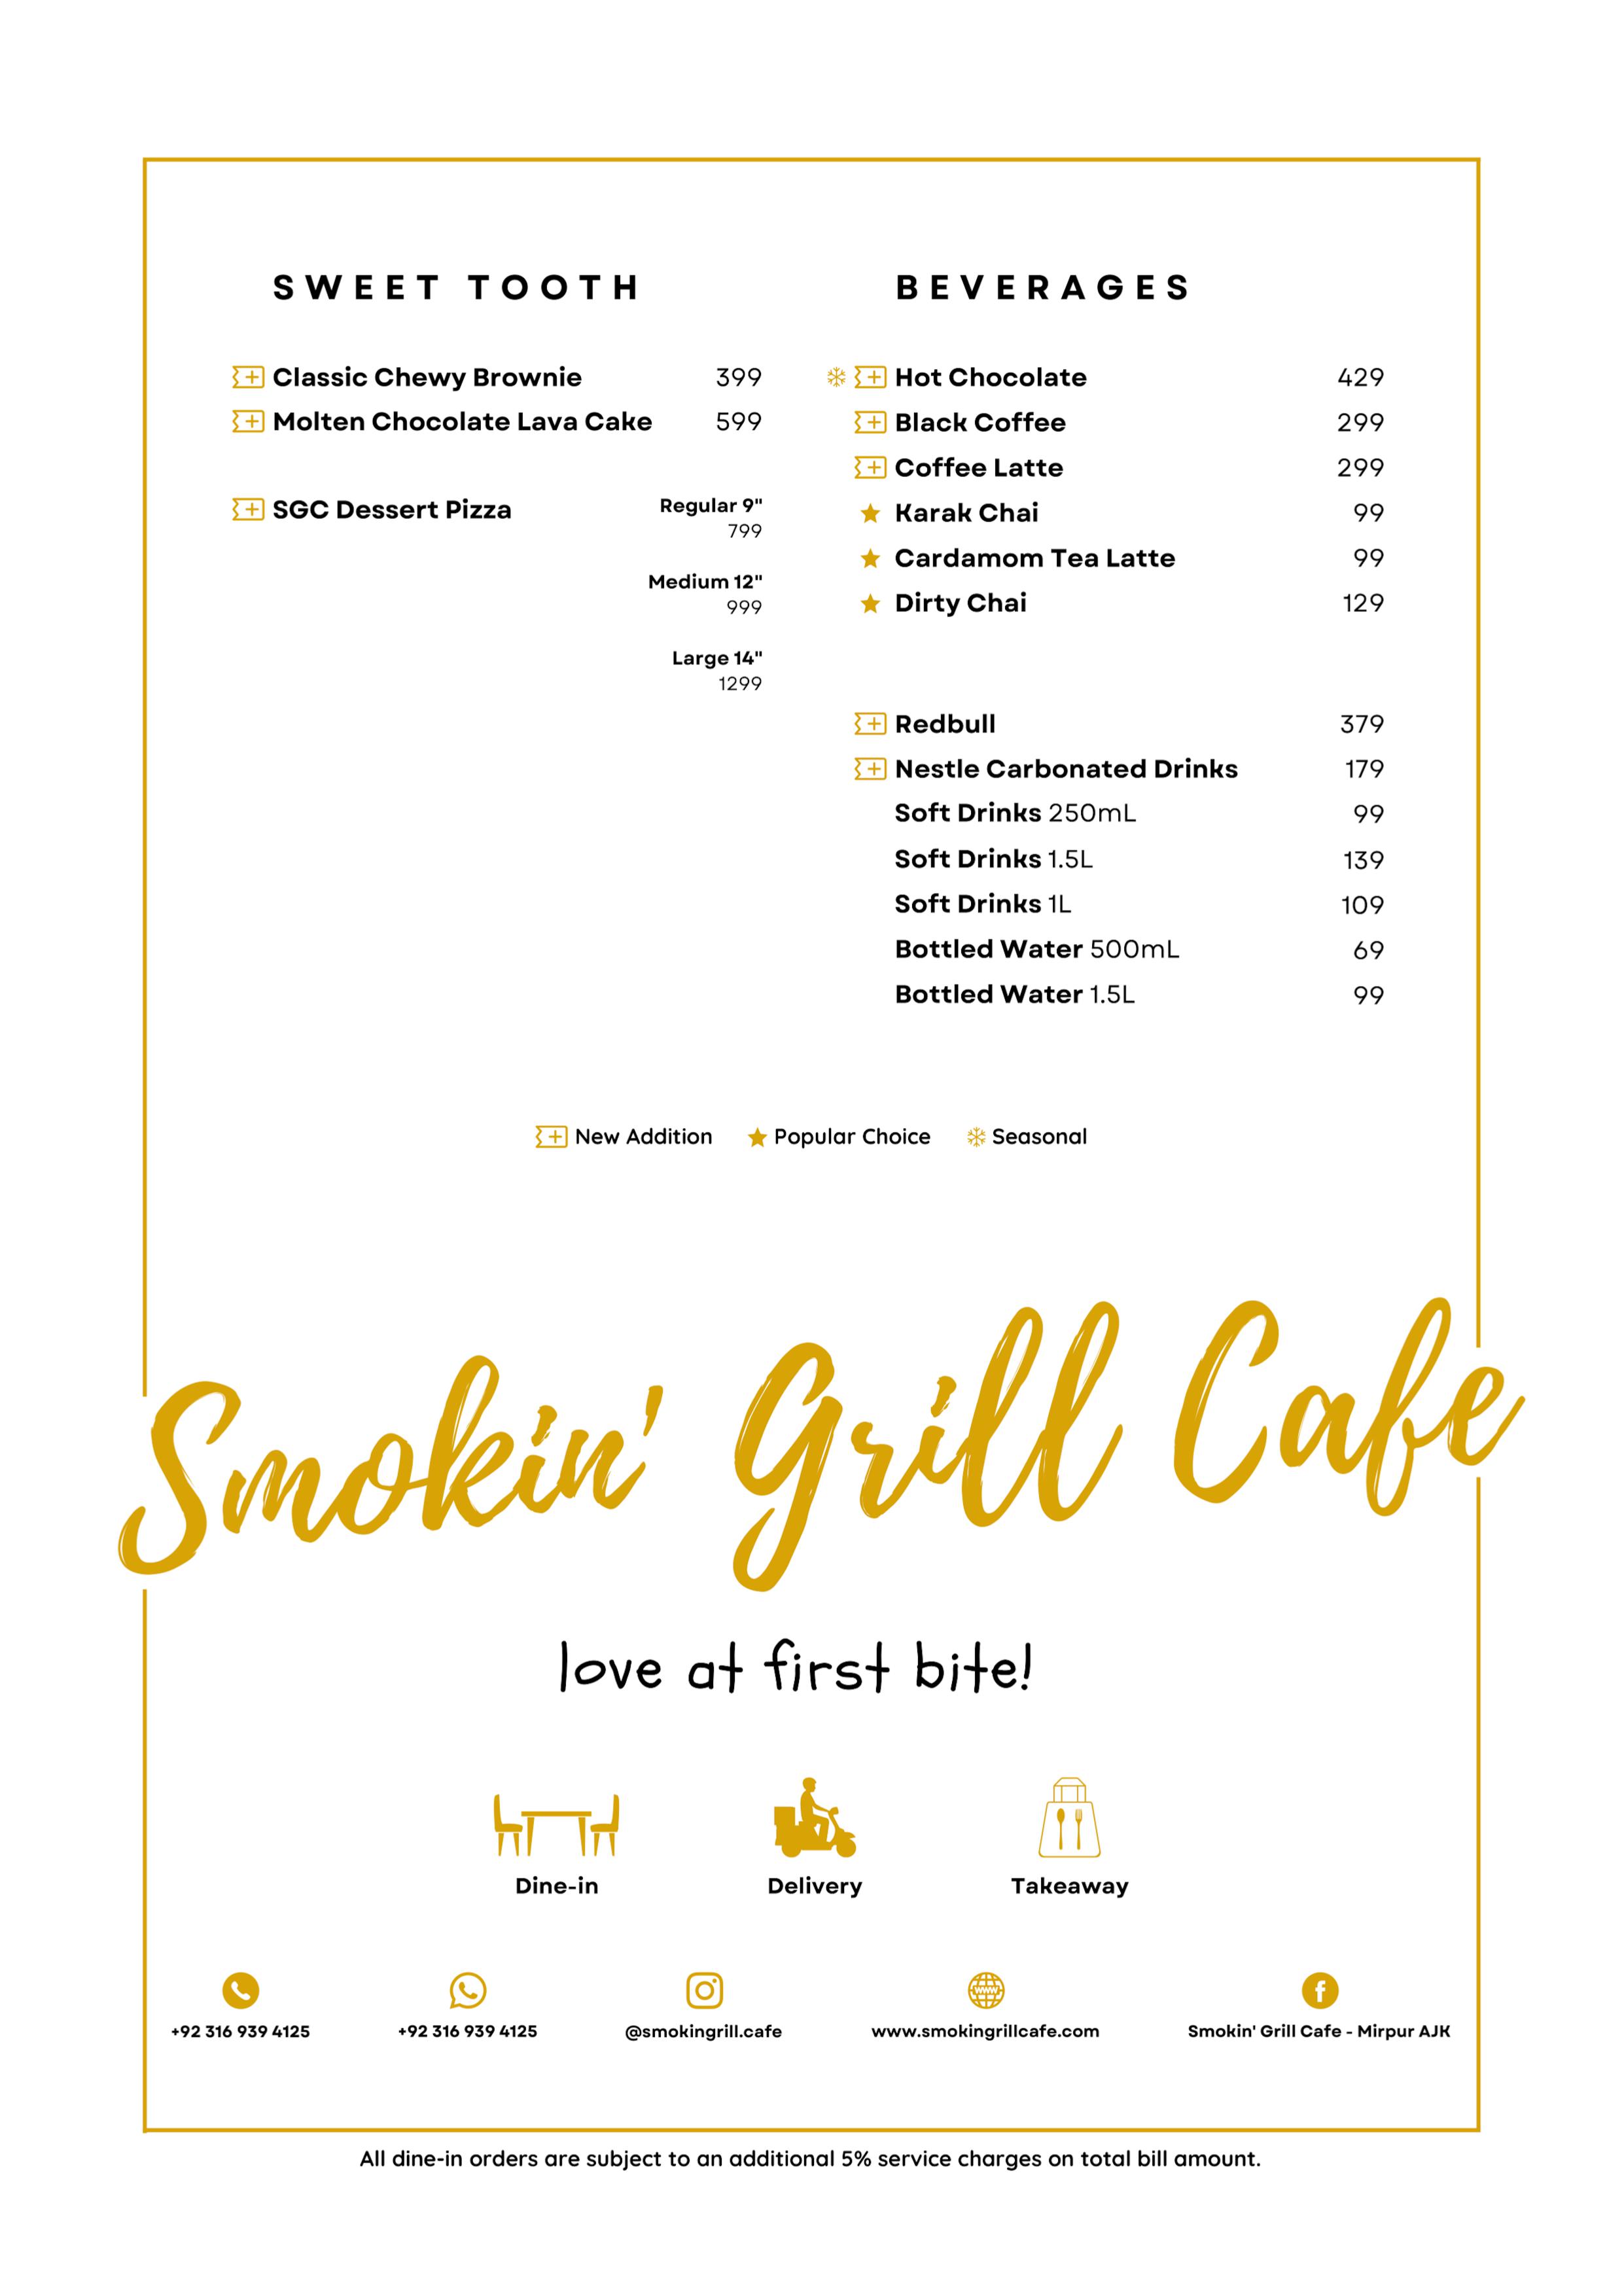 SWEET TOOTH
Classic Chewy Brownie 399
Molten Chocolate Lava Cake 599
SGC Dessert Pizza Regular 9"
799
Medium 12"
999
Large 14"
1299
BEVERAGES
Hot Chocolate 429
Black Coffee 299
Coffee Latte 299
Karak Chai 99
Cardamom Tea Latte 99
Dirty Chai 129
Redbull 379
Nestle Carbonated Drinks 179
Soft Drinks 250mL 99
Soft Drinks 1.5L 139
Soft Drinks 1L 109
Bottled Water 500mL 69
Bottled Water 1.5L 99
New Addition Popular Choice Seasonal
Smokin' Grill Cafe
love at first bite!
Dine-in Delivery Takeaway
+92 316 939 4125 +92 316 939 4125 @smokingrill.cafe www.smokingrillcafe.com Smokin' Grill Cafe - Mirpur AJK
All dine-in orders are subject to an additional 5% service charges on total bill amount.